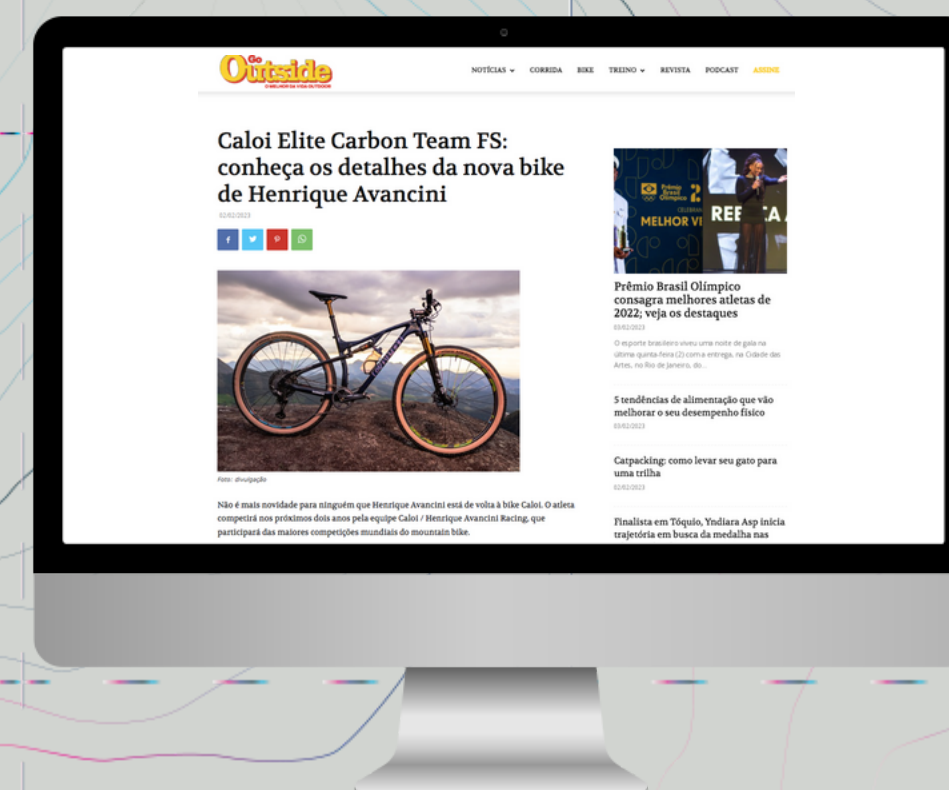 Go
Outside
O MELHOR DA VIDA OUTDOOR
NOTÍCIAS
CORRIDA
BIKE
TREINO
REVISTA
PODCAST
ASSINE
Caloi Elite Carbon Team FS:
conheça os detalhes da nova bike
de Henrique Avancini
02/02/2023
Foto: divulgação
Não é mais novidade para ninguém que Henrique Avancini está de volta à bike Caloi. O atleta
competirá nos próximos dois anos pela equipe Caloi / Henrique Avancini Racing, que
participará das maiores competições mundiais do mountain bike.
Prêmio
Brasil
Olímpico
MELHOR
Prêmio Brasil Olímpico
consagra melhores atletas de
2022; veja os destaques
03/02/2023
O esporte brasileiro viveu uma noite de gala na
última quinta-feira (2) com a entrega, na Cidade das
Artes, no Rio de Janeiro, do...
5 tendências de alimentação que vão
melhorar o seu desempenho físico
03/02/2023
Catpacking: como levar seu gato para
uma trilha
02/02/2023
Finalista em Tóquio, Yndiara Asp inicia
trajetória em busca da medalha nas